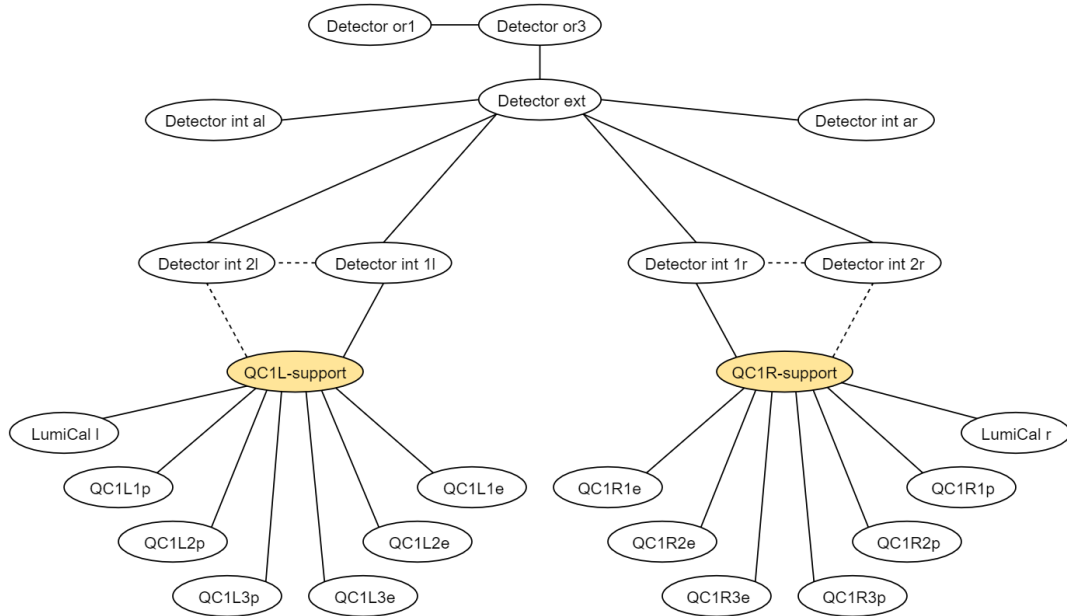 Detector or1
Detector or3
Detector ext
Detector int al
Detector int ar
Detector int 2l
Detector int 1l
Detector int 1r
Detector int 2r
QC1L-support
QC1R-support
LumiCal l
LumiCal r
QC1L1p
QC1L1e
QC1R1e
QC1R1p
QC1L2p
QC1L2e
QC1R2e
QC1R2p
QC1L3p
QC1L3e
QC1R3e
QC1R3p